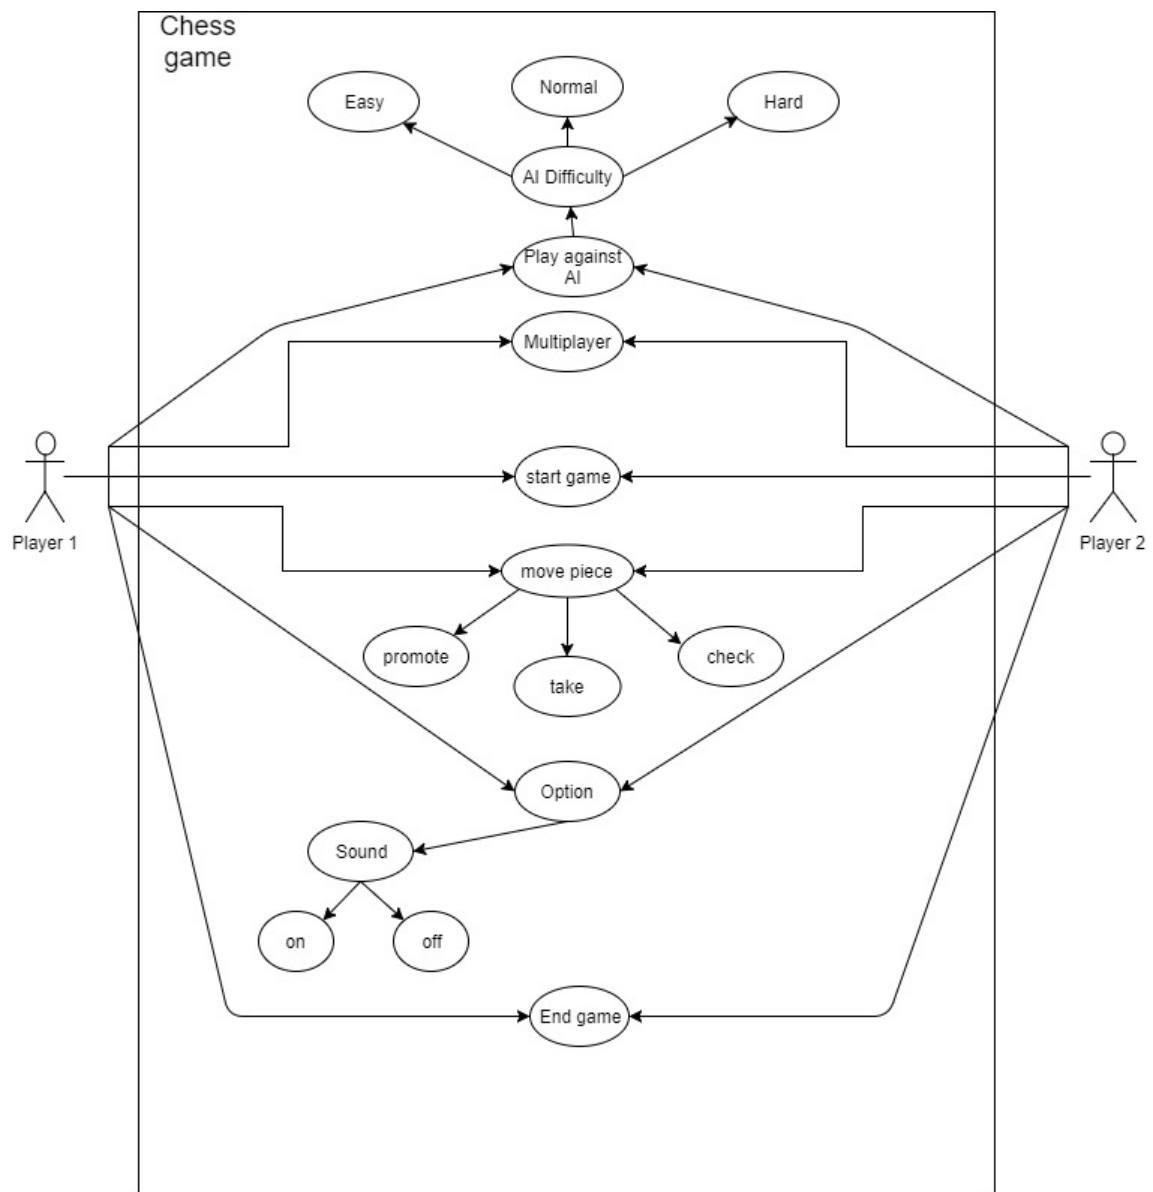 Chess
game
Easy
Normal
Hard
AI Difficulty
Play against
AI
Multiplayer
start game
Player 1
Player 2
move piece
promote
take
check
Option
Sound
on
off
End game